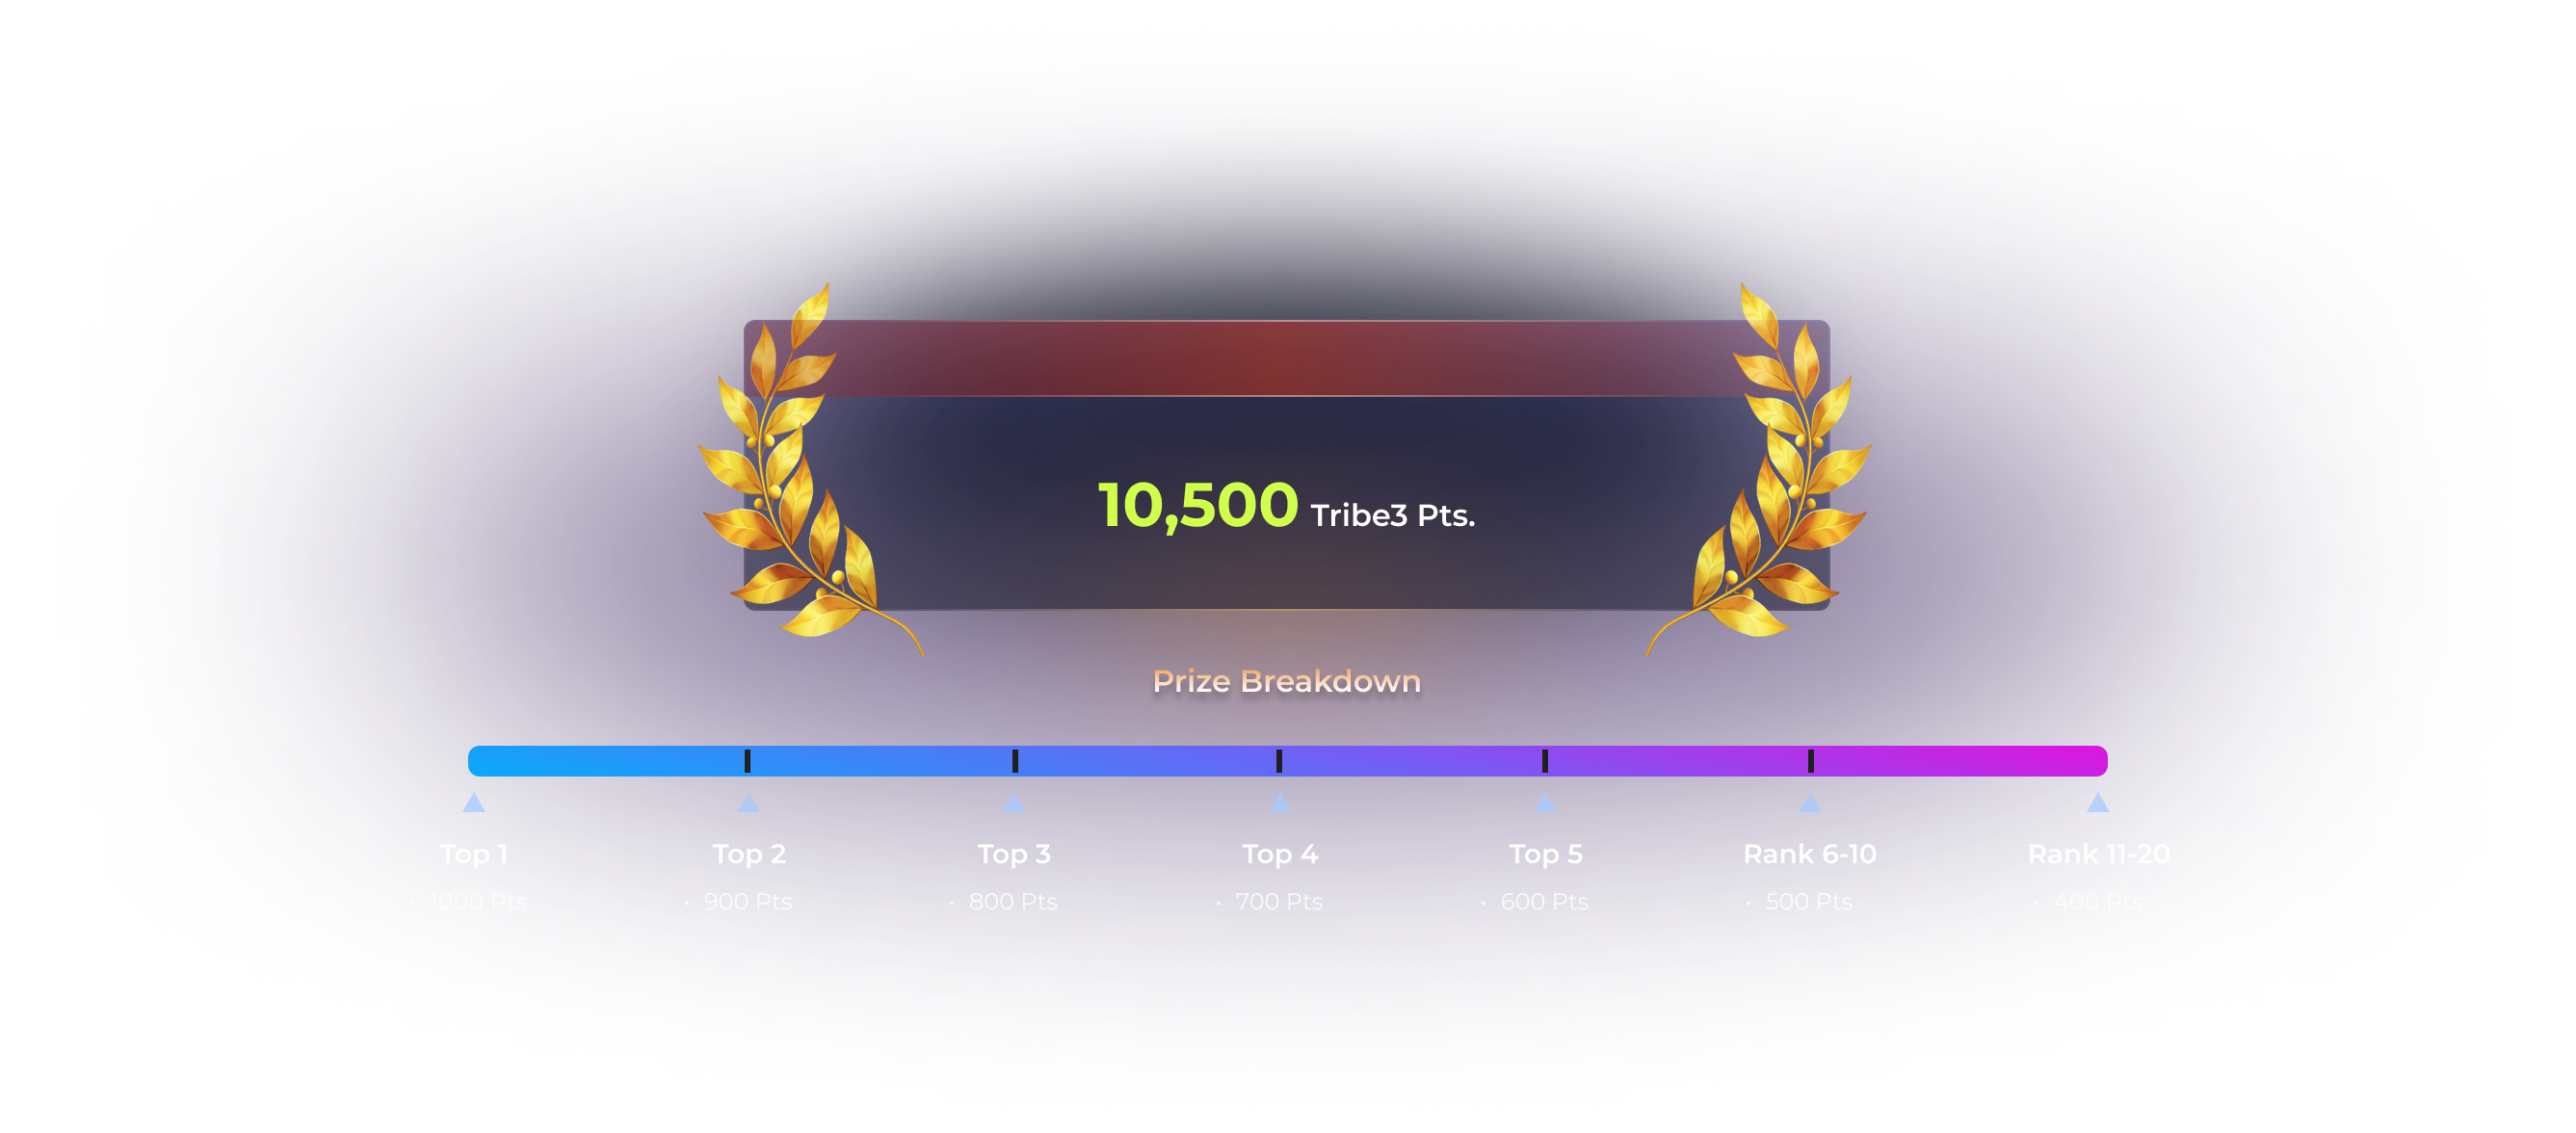 10,500 Tribe3 Pts.
Prize Breakdown
Top 1
Top 2
Top 3
Top 4
Top 5
Rank 6-10
Rank 11-20
• 1000 Pts
• 900 Pts
• 800 Pts
• 700 Pts
• 600 Pts
• 500 Pts
• 400 Pts